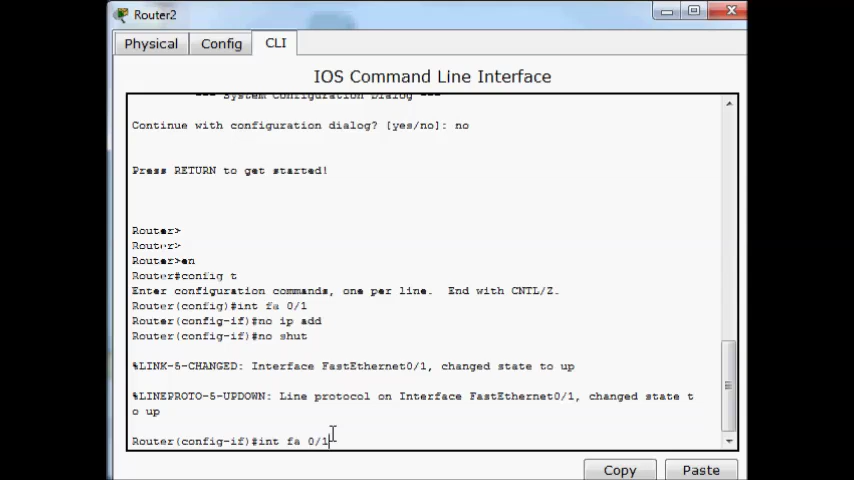 Router2
Physical
Config
CLI
IOS Command Line Interface
--- System Configuration Dialog ---
Continue with configuration dialog? [yes/no]: no
Press RETURN to get started!
Router>
Router>
Router>en
Router#config t
Enter configuration commands, one per line.  End with CNTL/Z.
Router(config)#int fa 0/1
Router(config-if)#no ip add
Router(config-if)#no shut
%LINK-5-CHANGED: Interface FastEthernet0/1, changed state to up
%LINEPROTO-5-UPDOWN: Line protocol on Interface FastEthernet0/1, changed state t
o up
Router(config-if)#int fa 0/1
Copy
Paste